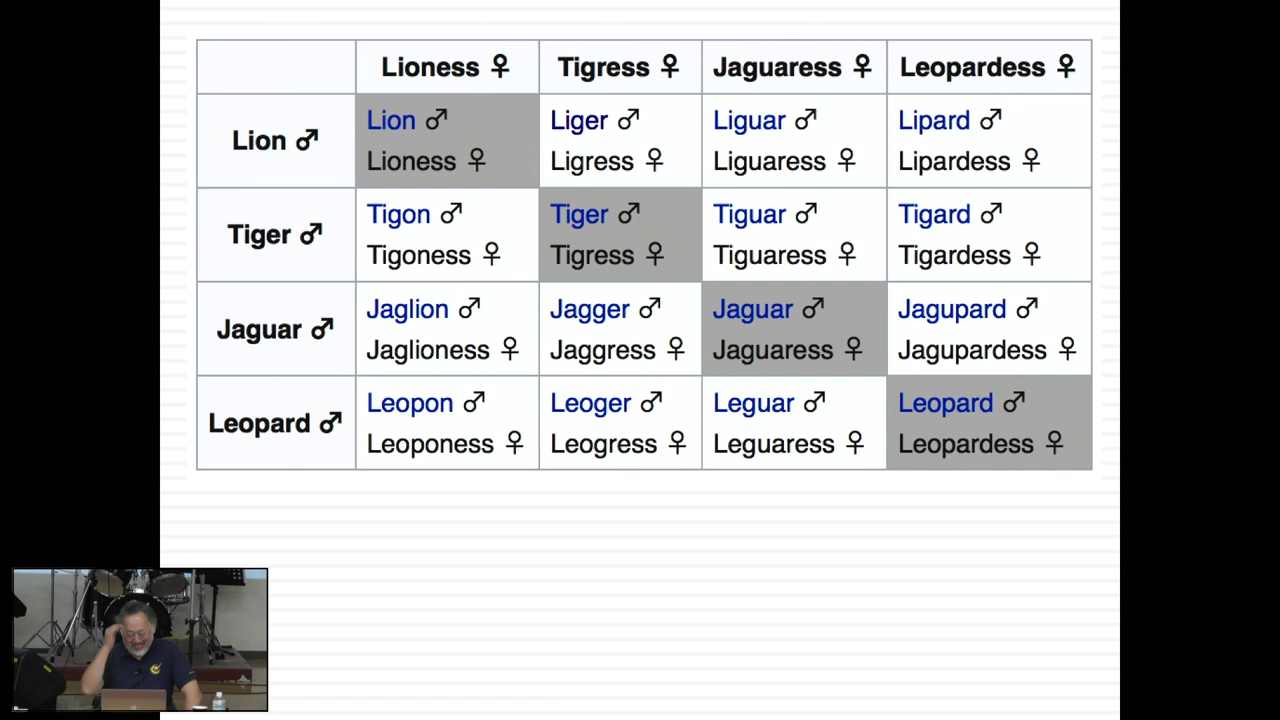 Lioness ♀ Tigress ♀ Jaguaress ♀ Leopardess ♀
Lion ♂
Lion ♂ Liger ♂ Liguar ♂ Lipard ♂
Lioness ♀ Ligress ♀ Liguaress ♀ Lipardess ♀
Tiger ♂
Tigon ♂ Tiger ♂ Tiguar ♂ Tigard ♂
Tigoness ♀ Tigress ♀ Tiguaress ♀ Tigardess ♀
Jaguar ♂
Jaglion ♂ Jagger ♂ Jaguar ♂ Jagupard ♂
Jaglioness ♀ Jaggress ♀ Jaguaress ♀ Jagupardess ♀
Leopard ♂
Leopon ♂ Leoger ♂ Leguar ♂ Leopard ♂
Leoponess ♀ Leogress ♀ Leguaress ♀ Leopardess ♀